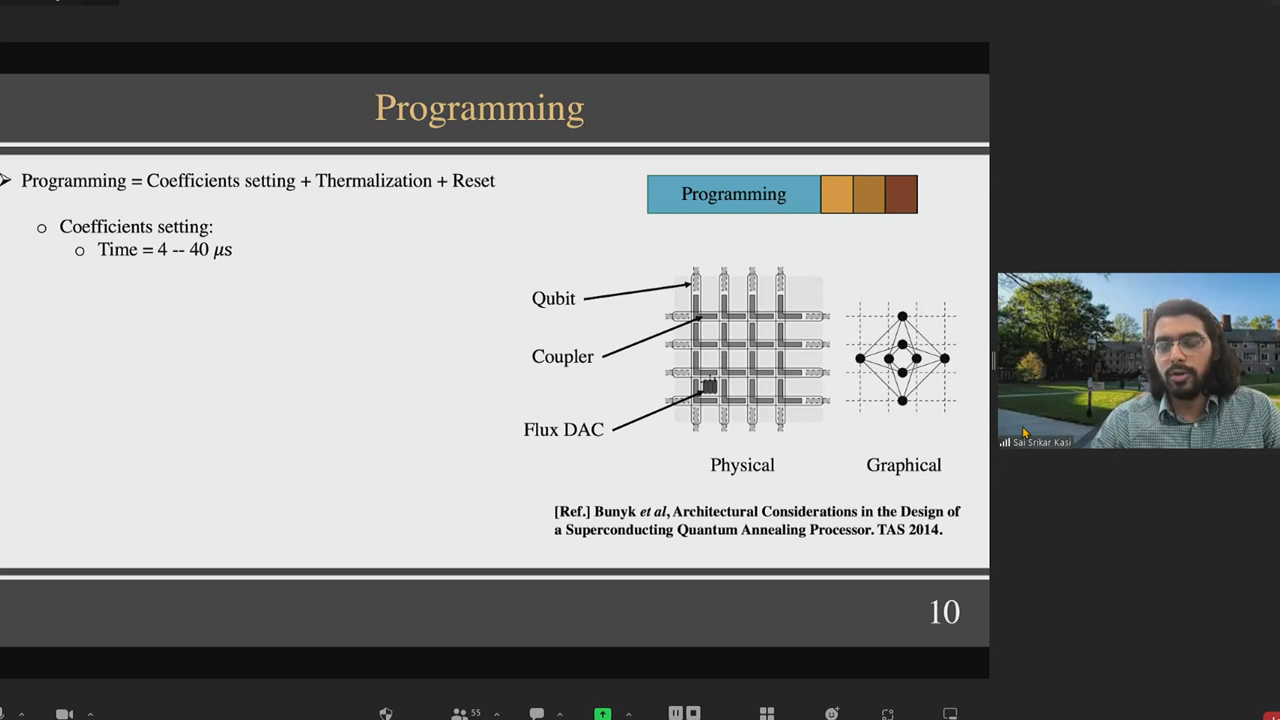 Programming
Programming = Coefficients setting + Thermalization + Reset
Programming
Coefficients setting:
Time = 4 -- 40 μs
Qubit
Coupler
Flux DAC
Physical
Graphical
[Ref.] Bunyk et al, Architectural Considerations in the Design of
a Superconducting Quantum Annealing Processor. TAS 2014.
Sai Srikar Kasi
10
55